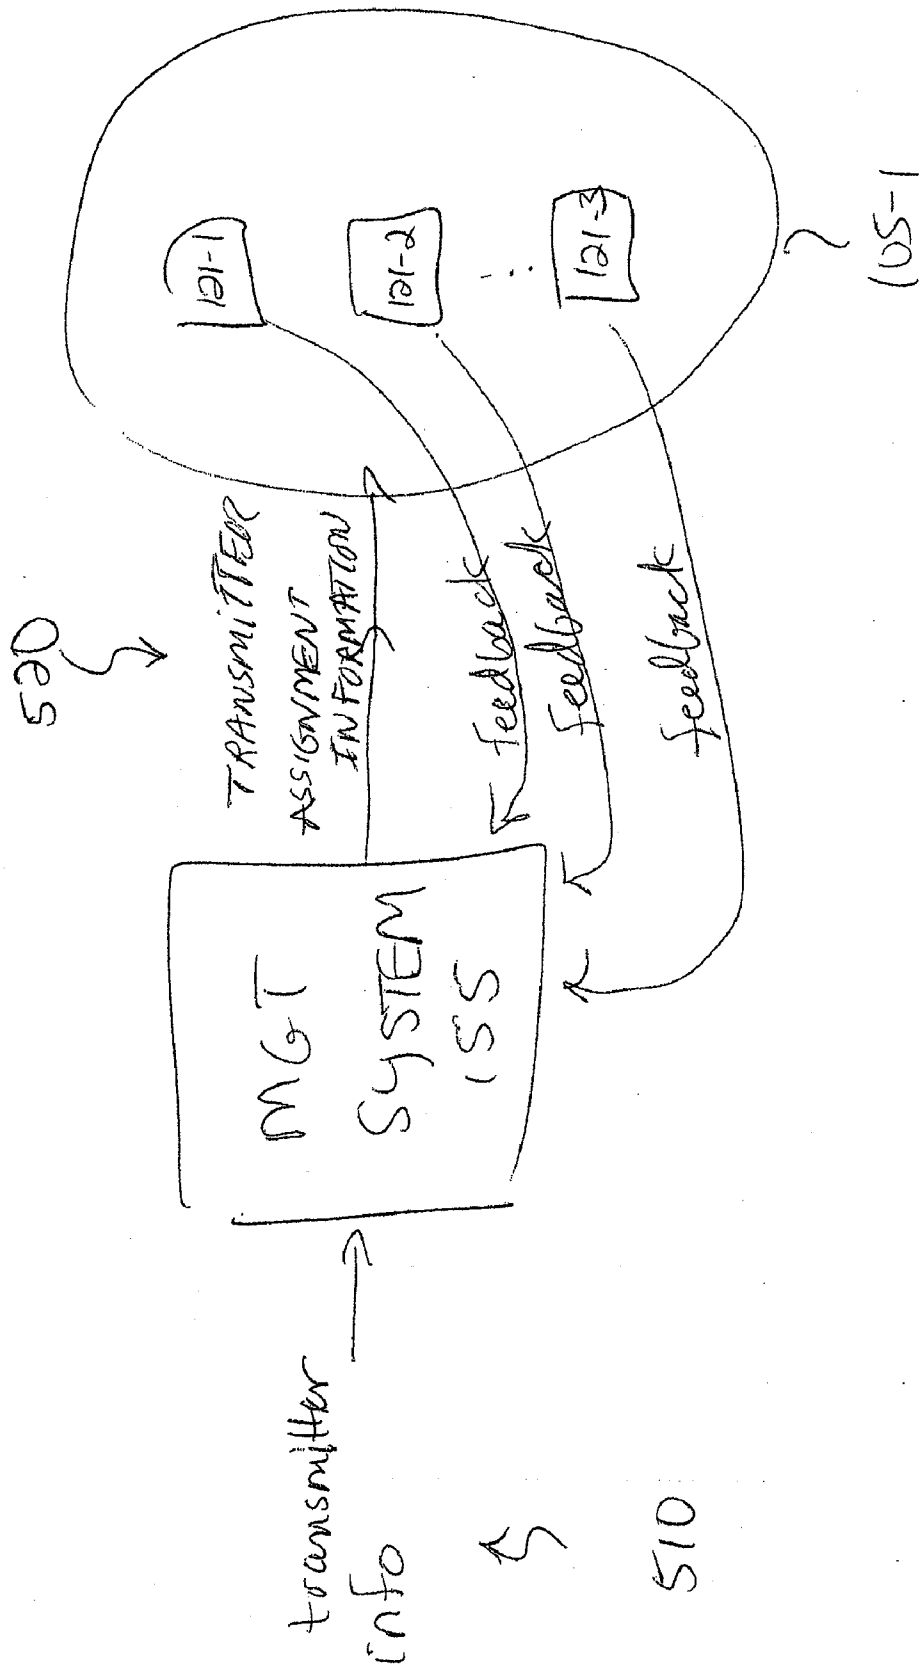 520
TRANSMITTER
ASSIGNMENT
INFORMATION
transmitter
info
510
MGT
SYSTEM
155
Feedback
Feedback
feedback
121-1
121-2
...
121-3
105-1